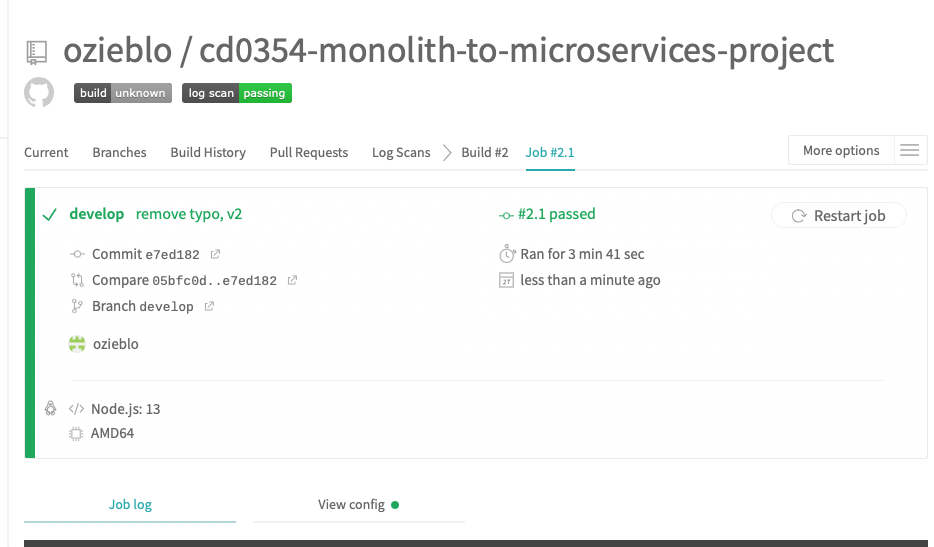 ozieblo / cd0354-monolith-to-microservices-project
build unknown log scan passing
Current Branches Build History Pull Requests Log Scans Build #2 Job #2.1 More options
develop remove typo, v2 #2.1 passed Restart job
Commit e7ed182 Ran for 3 min 41 sec
Compare 05bfc0d..e7ed182 less than a minute ago
Branch develop
ozieblo
Node.js: 13
AMD64
Job log View config